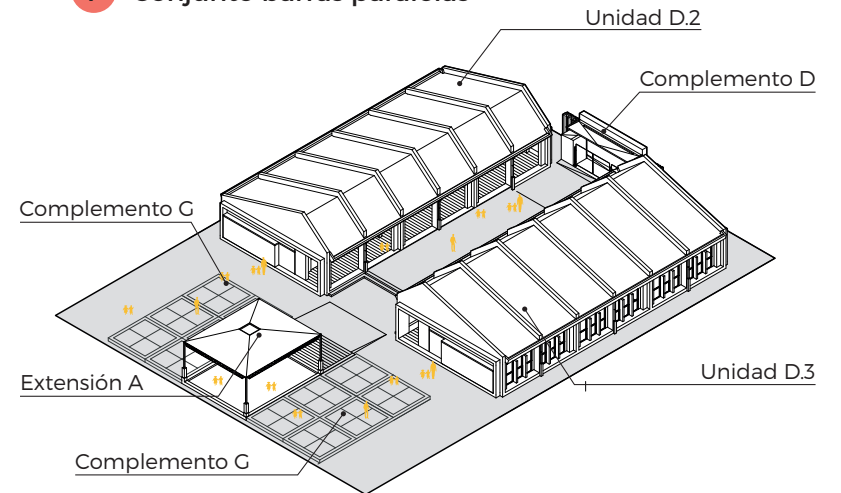 Unidad D.2
Complemento D
Complemento G
Extensión A
Unidad D.3
Complemento G